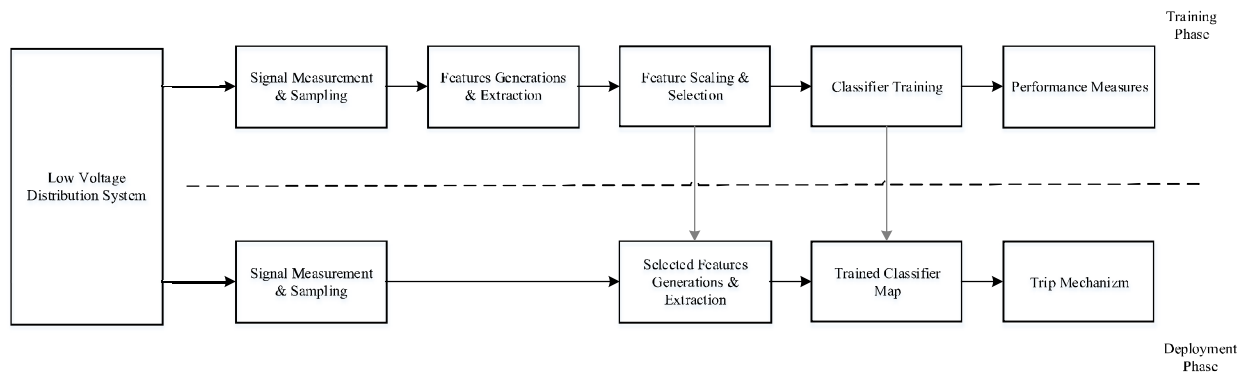 Training
Phase
Low Voltage
Distribution System
Signal Measurement
& Sampling
Features Generations
& Extraction
Feature Scaling &
Selection
Classifier Training
Performance Measures
Signal Measurement
& Sampling
Selected Features
Generations &
Extraction
Trained Classifier
Map
Trip Mechanizm
Deployment
Phase